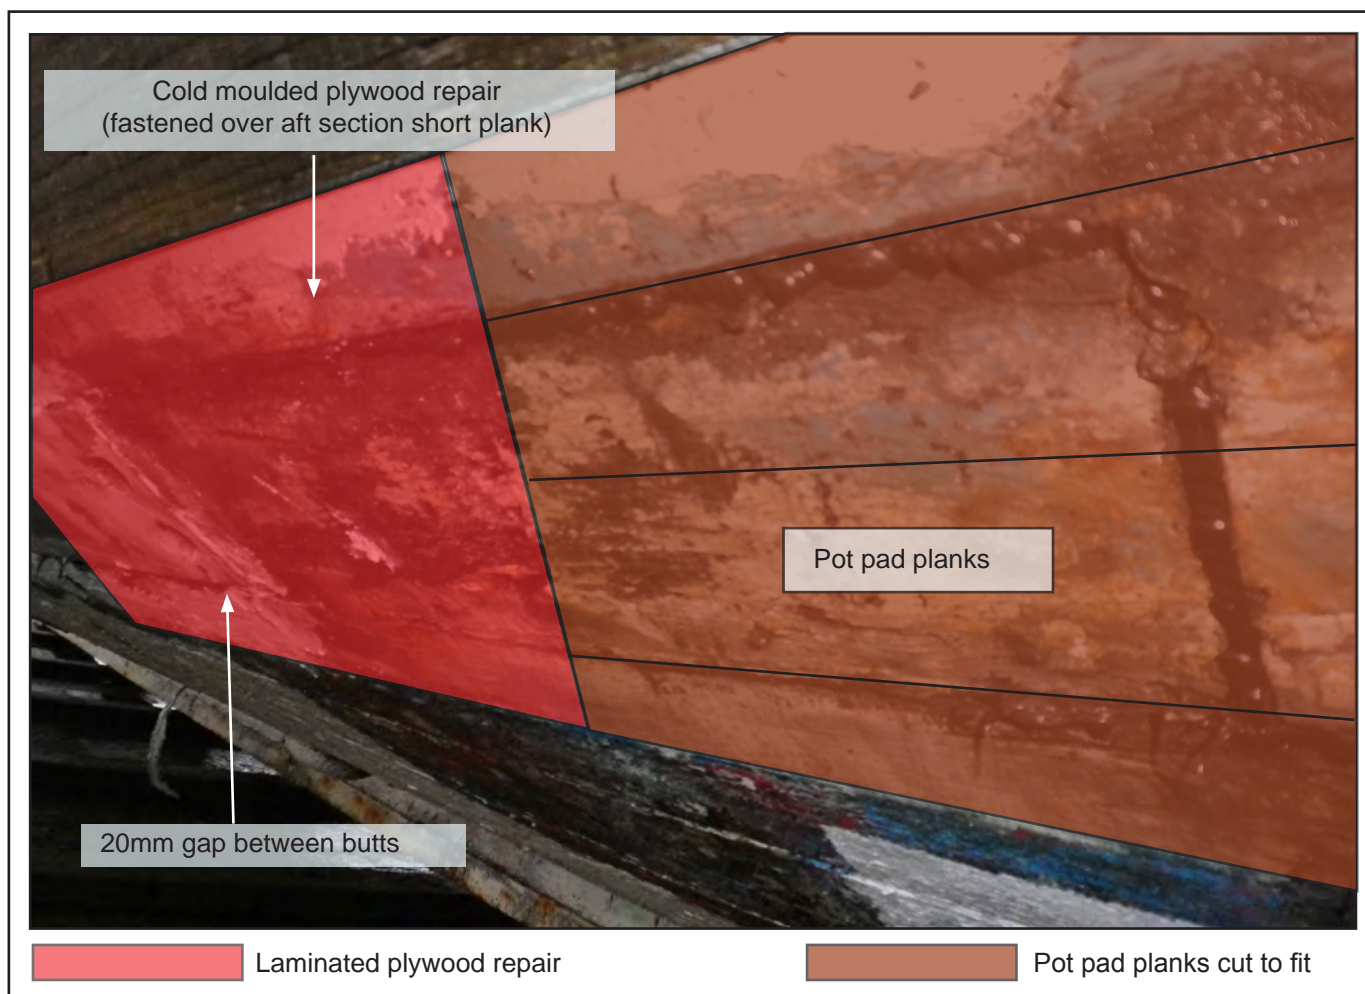 Cold moulded plywood repair
(fastened over aft section short plank)
Pot pad planks
20mm gap between butts
Laminated plywood repair
Pot pad planks cut to fit